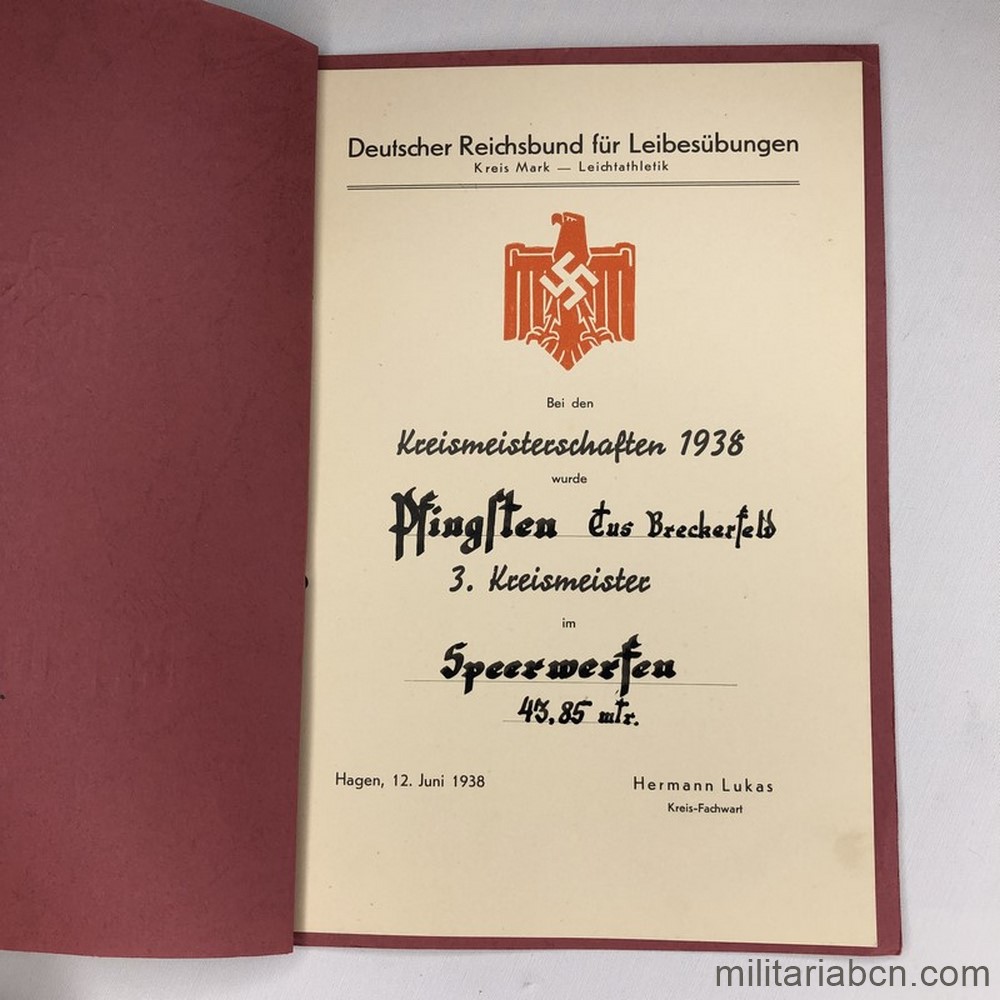 Deutscher Reichsbund für Leibesübungen
Kreis Mark — Leichtathletik
Bei den
Kreismeisterschaften 1938
wurde
Pfingsten Tus Breckerfeld
3. Kreismeister
im
Speerwerfen
43,85 mtr.
Hagen, 12. Juni 1938
Hermann Lukas
Kreis-Fachwart
militariabcn.com